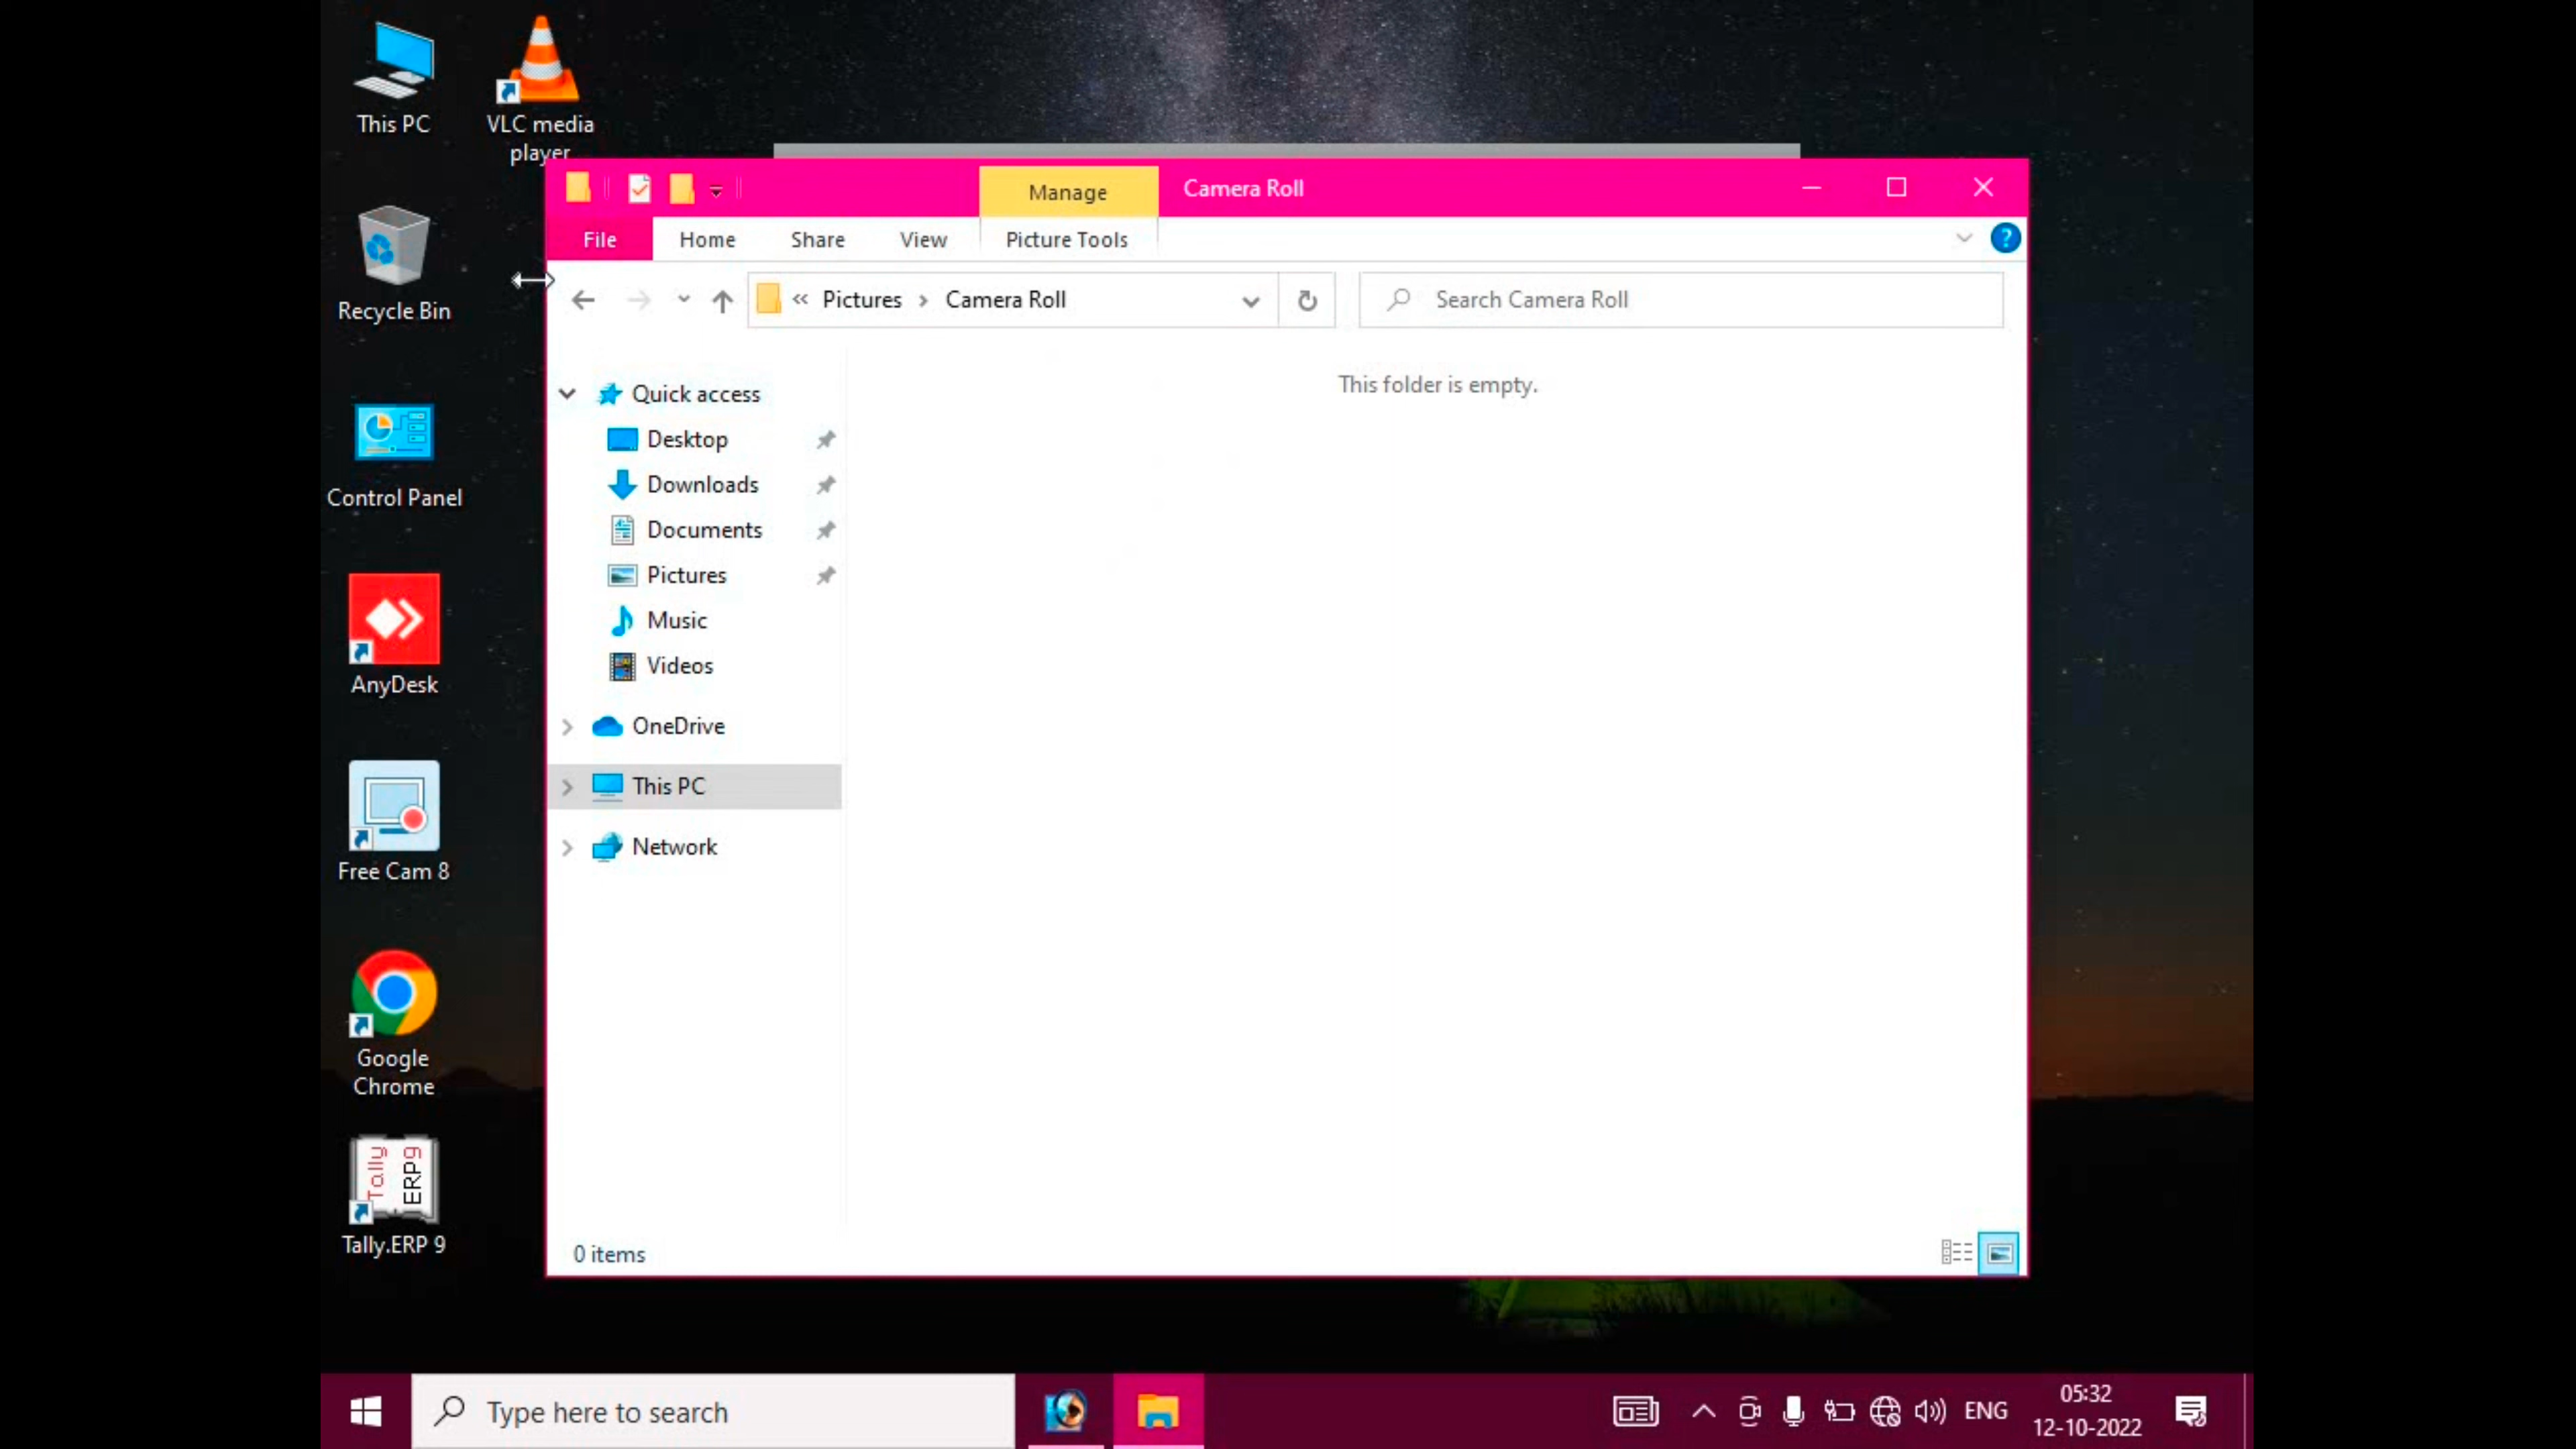 This PC
VLC media
player
Recycle Bin
Control Panel
AnyDesk
Free Cam 8
Google
Chrome
Tally
ERP9
Tally.ERP 9
Manage
Camera Roll
File
Home
Share
View
Picture Tools
?
« Pictures > Camera Roll
Search Camera Roll
This folder is empty.
Quick access
Desktop
Downloads
Documents
Pictures
Music
Videos
OneDrive
This PC
Network
0 items
Type here to search
ENG
05:32
12-10-2022